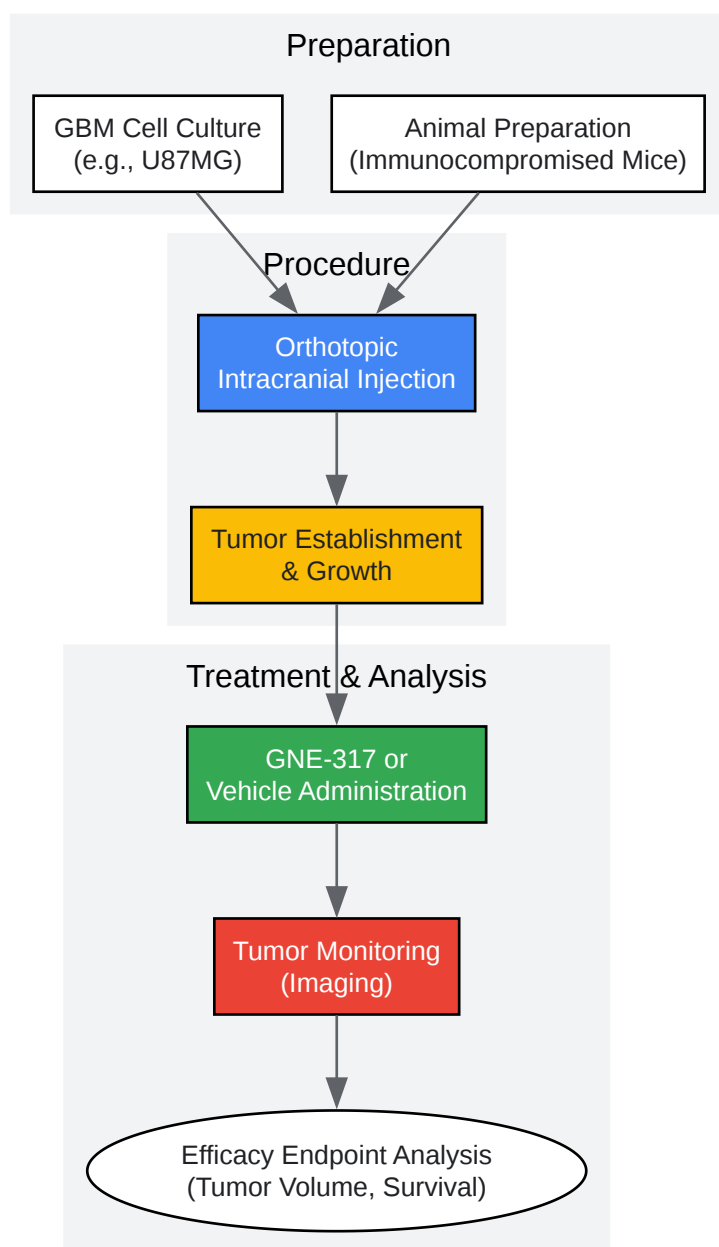 Preparation
GBM Cell Culture
(e.g., U87MG)
Animal Preparation
(Immunocompromised Mice)
Procedure
Orthotopic
Intracranial Injection
Tumor Establishment
& Growth
Treatment & Analysis
GNE-317 or
Vehicle Administration
Tumor Monitoring
(Imaging)
Efficacy Endpoint Analysis
(Tumor Volume, Survival)